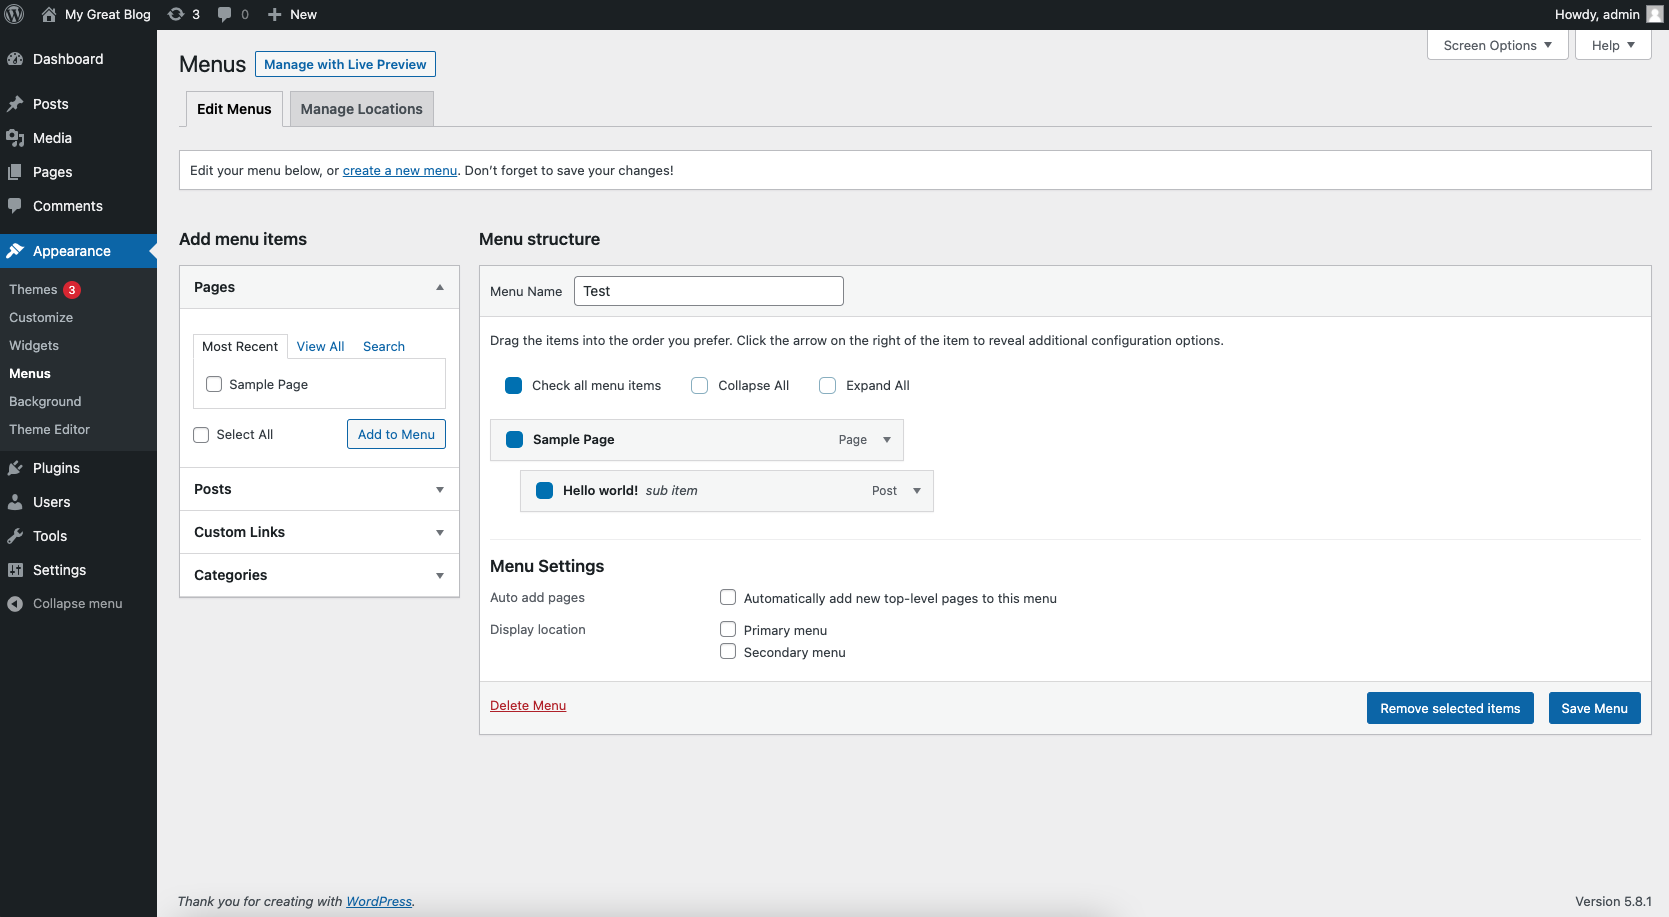 My Great Blog 3 0 New Howdy, admin
Dashboard
Posts
Media
Pages
Comments
Appearance
Themes 3
Customize
Widgets
Menus
Background
Theme Editor
Plugins
Users
Tools
Settings
Collapse menu
Screen Options Help
Menus Manage with Live Preview
Edit Menus Manage Locations
Edit your menu below, or create a new menu. Don’t forget to save your changes!
Add menu items
Pages
Most Recent View All Search
Sample Page
Select All Add to Menu
Posts
Custom Links
Categories
Menu structure
Menu Name Test
Drag the items into the order you prefer. Click the arrow on the right of the item to reveal additional configuration options.
Check all menu items Collapse All Expand All
Sample Page Page
Hello world! sub item Post
Menu Settings
Auto add pages Automatically add new top-level pages to this menu
Display location Primary menu
Secondary menu
Delete Menu Remove selected items Save Menu
Thank you for creating with WordPress. Version 5.8.1